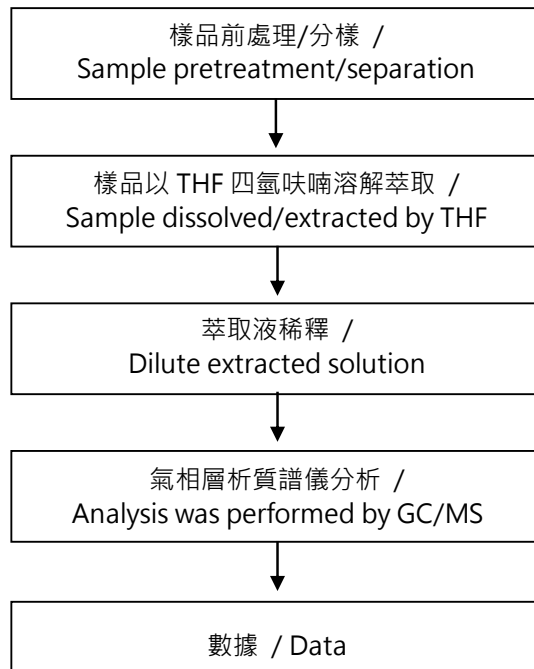 樣品前處理/分樣 /
Sample pretreatment/separation
樣品以 THF 四氫呋喃溶解萃取 /
Sample dissolved/extracted by THF
萃取液稀釋 /
Dilute extracted solution
氣相層析質譜儀分析 /
Analysis was performed by GC/MS
數據 / Data